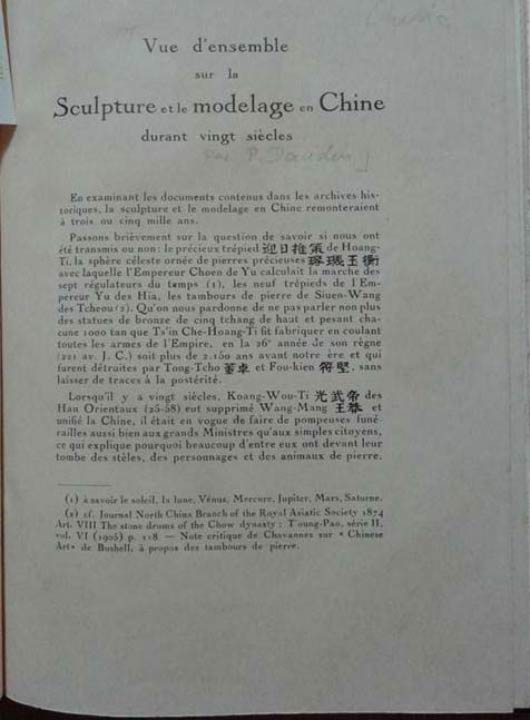 Vue d'ensemble
sur la
Sculpture et le modelage en Chine
durant vingt siècles
par P.
En examinant les documents contenus dans les archives his-
toriques, la sculpture et le modelage en Chine remonteraient
à trois ou cinq mille ans.
Passons brièvement sur la question de savoir si nous ont
été transmis ou non : le précieux trépied 迎日推策 de Hoang-
Ti, la sphère céleste ornée de pierres précieuses 璿璣玉衡
avec laquelle l'Empereur Choen de Yu calculait la marche des
sept régulateurs du temps (1), les neuf trépieds de l'Em-
pereur Yu des Hia, les tambours de pierre de Siuen-Wang
des Tcheou (2). Qu'on nous pardonne de ne pas parler non plus
des statues de bronze de cinq tchang de haut et pesant cha-
cune 1000 tan que Ts'in Che-Hoang-Ti fit fabriquer en coulant
toutes les armes de l'Empire, en la 26e année de son règne
(221 av. J. C.) soit plus de 2.150 ans avant notre ère et qui
furent détruites par Tong-Tcho 董卓 et Fou-kien 符堅, sans
laisser de traces à la postérité.
Lorsqu'il y a vingt siècles, Koang-Wou-Ti 光武帝 des
Han Orientaux (25-58) eut supprimé Wang-Mang 王莽 et
unifié la Chine, il était en vogue de faire de pompeuses funé-
railles aussi bien aux grands Ministres qu'aux simples citoyens,
ce qui explique pourquoi beaucoup d'entre eux ont devant leur
tombe des stèles, des personnages et des animaux de pierre.
(1) à savoir le soleil, la lune, Vénus, Mercure, Jupiter, Mars, Saturne.
(2) cf. Journal North China Branch of the Royal Asiatic Society 1874
Art. VIII The stone drums of the Chow dynasty : T'oung-Pao, série II,
vol. VI (1905) p. 118 — Note critique de Chavannes sur « Chinese
Art» de Bushell, à propos des tambours de pierre.